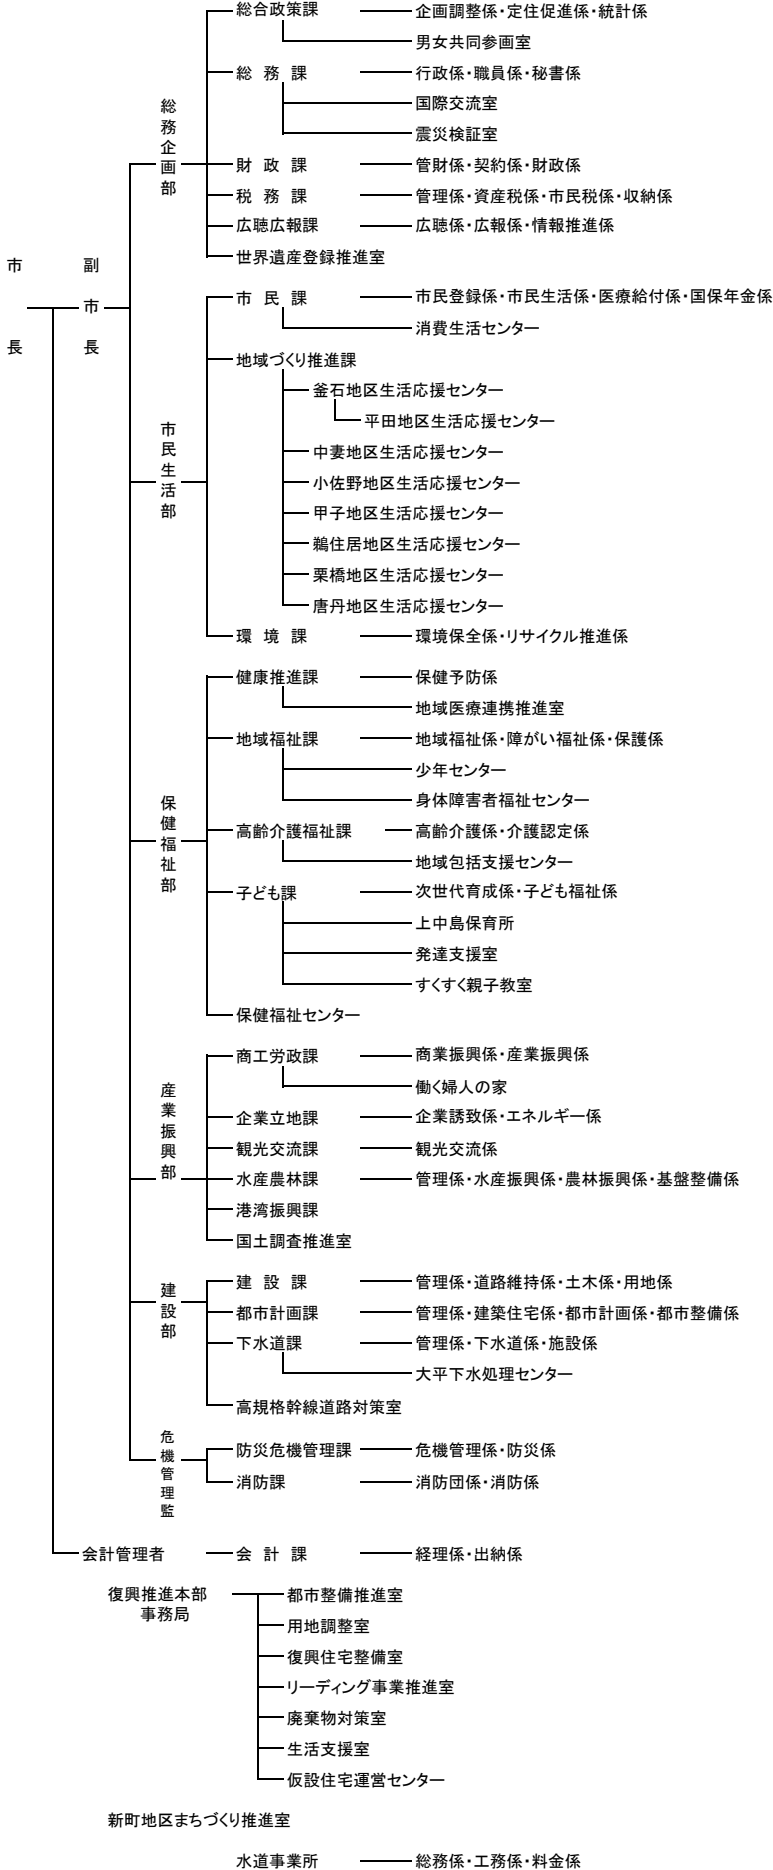 市長
副市長
総務企画部
総合政策課 企画調整係・定住促進係・統計係
男女共同参画室
総務課 行政係・職員係・秘書係
国際交流室
震災検証室
財政課 管財係・契約係・財政係
税務課 管理係・資産税係・市民税係・収納係
広聴広報課 広聴係・広報係・情報推進係
世界遺産登録推進室
市民生活部
市民課 市民登録係・市民生活係・医療給付係・国保年金係
消費生活センター
地域づくり推進課
釜石地区生活応援センター
平田地区生活応援センター
中妻地区生活応援センター
小佐野地区生活応援センター
甲子地区生活応援センター
鵜住居地区生活応援センター
栗橋地区生活応援センター
唐丹地区生活応援センター
環境課 環境保全係・リサイクル推進係
保健福祉部
健康推進課 保健予防係
地域医療連携推進室
地域福祉課 地域福祉係・障がい福祉係・保護係
少年センター
身体障害者福祉センター
高齢介護福祉課 高齢介護係・介護認定係
地域包括支援センター
子ども課 次世代育成係・子ども福祉係
上中島保育所
発達支援室
すくすく親子教室
保健福祉センター
産業振興部
商工労政課 商業振興係・産業振興係
働く婦人の家
企業立地課 企業誘致係・エネルギー係
観光交流課 観光交流係
水産農林課 管理係・水産振興係・農林振興係・基盤整備係
港湾振興課
国土調査推進室
建設部
建設課 管理係・道路維持係・土木係・用地係
都市計画課 管理係・建築住宅係・都市計画係・都市整備係
下水道課 管理係・下水道係・施設係
大平下水処理センター
高規格幹線道路対策室
危機管理監
防災危機管理課 危機管理係・防災係
消防課 消防団係・消防係
会計管理者 会計課 経理係・出納係
復興推進本部
事務局
都市整備推進室
用地調整室
復興住宅整備室
リーディング事業推進室
廃棄物対策室
生活支援室
仮設住宅運営センター
新町地区まちづくり推進室
水道事業所 総務係・工務係・料金係